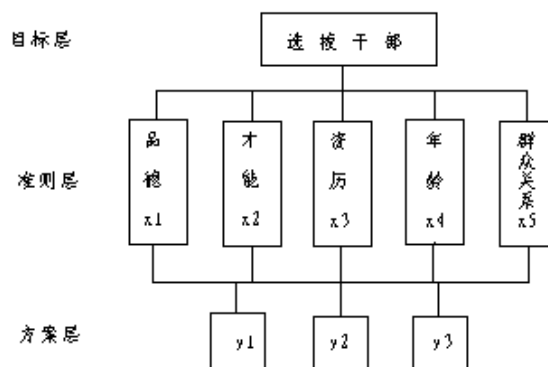 目标层
选拔干部
品德 x1
才能 x2
资历 x3
年龄 x4
群众关系 x5
准则层
方案层
y1
y2
y3